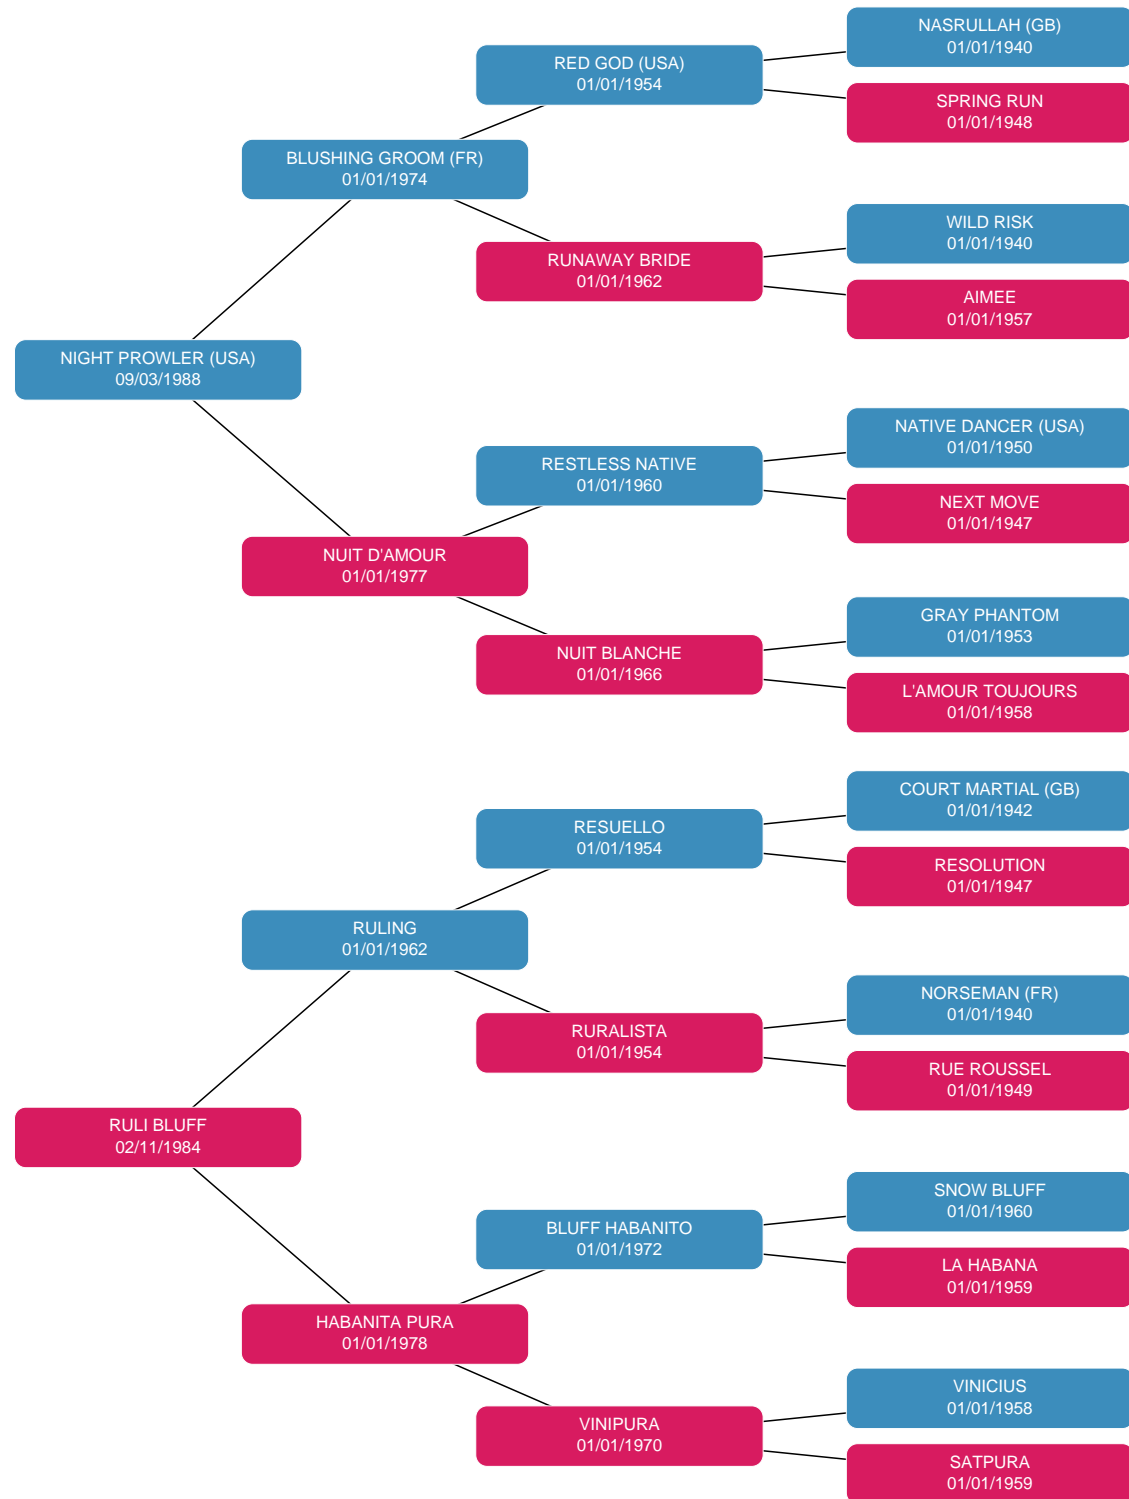 NASRULLAH (GB)
01/01/1940
RED GOD (USA)
01/01/1954
SPRING RUN
01/01/1948
BLUSHING GROOM (FR)
01/01/1974
WILD RISK
01/01/1940
RUNAWAY BRIDE
01/01/1962
AIMEE
01/01/1957
NIGHT PROWLER (USA)
09/03/1988
NATIVE DANCER (USA)
01/01/1950
RESTLESS NATIVE
01/01/1960
NEXT MOVE
01/01/1947
NUIT D'AMOUR
01/01/1977
GRAY PHANTOM
01/01/1953
NUIT BLANCHE
01/01/1966
L'AMOUR TOUJOURS
01/01/1958
COURT MARTIAL (GB)
01/01/1942
RESUELLO
01/01/1954
RESOLUTION
01/01/1947
RULING
01/01/1962
NORSEMAN (FR)
01/01/1940
RURALISTA
01/01/1954
RUE ROUSSEL
01/01/1949
RULI BLUFF
02/11/1984
SNOW BLUFF
01/01/1960
BLUFF HABANITO
01/01/1972
LA HABANA
01/01/1959
HABANITA PURA
01/01/1978
VINICIUS
01/01/1958
VINIPURA
01/01/1970
SATPURA
01/01/1959